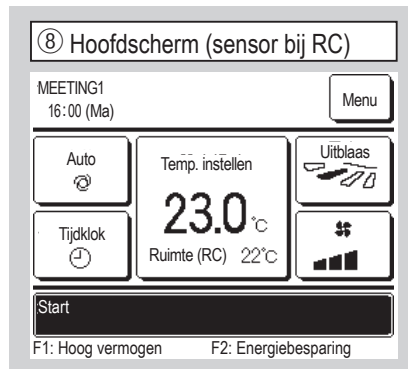 ⑧ Hoofdscherm (sensor bij RC)
MEETING1
16:00 (Ma)
Menu
Auto
Temp. instellen
Uitblaas
23.0°C
Tijdklok
Ruimte (RC) 22°C
Start
F1: Hoog vermogen F2: Energiebesparing